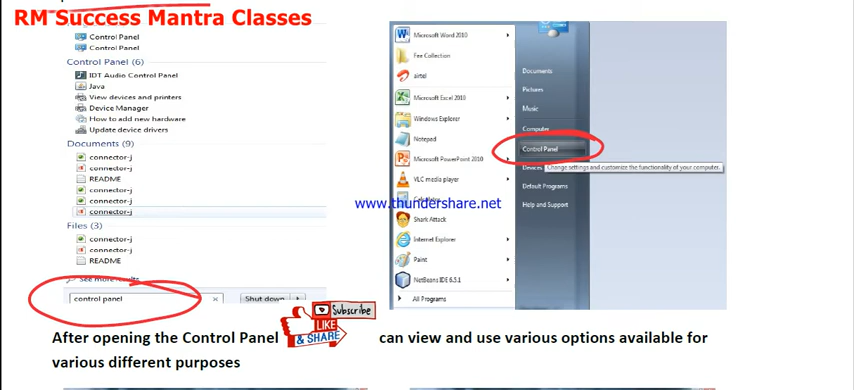 RM Success Mantra Classes
Control Panel
Control Panel
Control Panel (6)
IDT Audio Control Panel
Java
View devices and printers
Device Manager
How to add new hardware
Update device drivers
Documents (9)
connector-j
connector-j
README
connector-j
connector-j
connector-j
Files (3)
connector-j
connector-j
README
See more results
control panel
Shut down
Microsoft Word 2010
Fee Collection
airtel
Microsoft Excel 2010
Windows Explorer
Notepad
Microsoft PowerPoint 2010
VLC media player
Shark Attack
Internet Explorer
Paint
NetBeans IDE 6.5.1
All Programs
Documents
Pictures
Music
Computer
Control Panel
Devices
Change settings and customize the functionality of your computer.
Default Programs
Help and Support
www.thundershare.net
Subscribe
LIKE
& SHARE
After opening the Control Panel can view and use various options available for
various different purposes